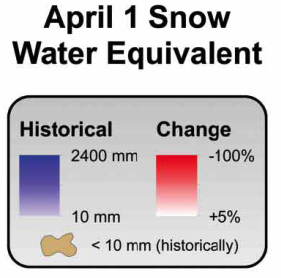 April 1 Snow
Water Equivalent
Historical Change
2400 mm -100%
10 mm +5%
< 10 mm (historically)